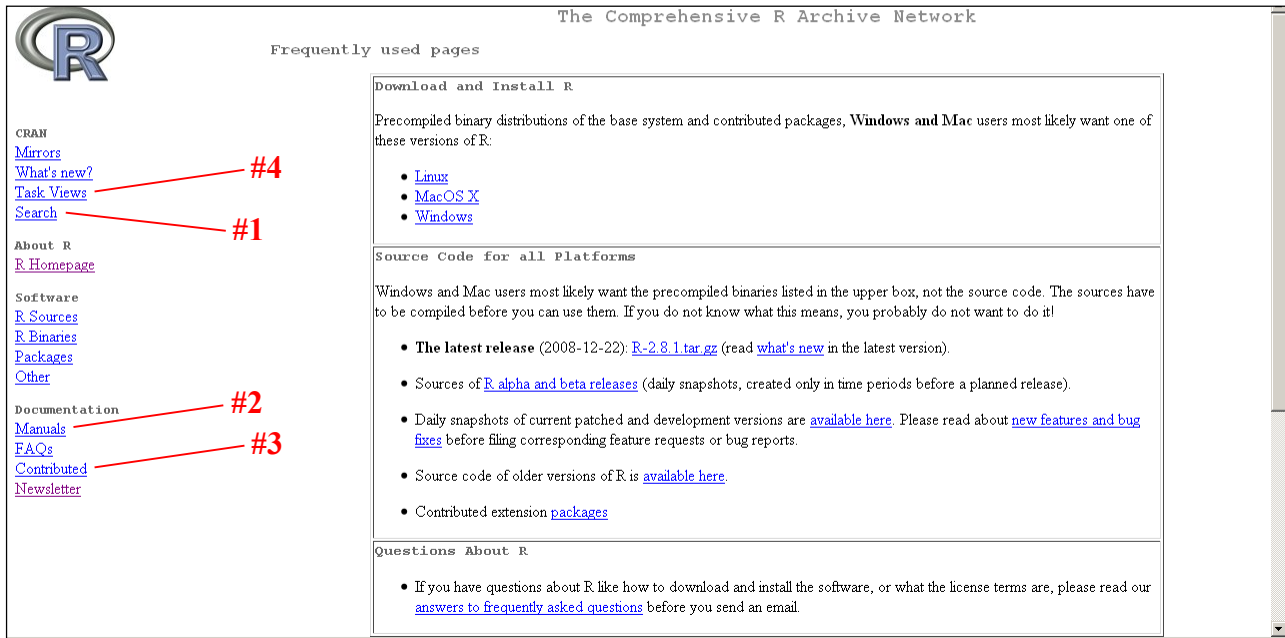 The Comprehensive R Archive Network
Frequently used pages
R
CRAN
Mirrors
What's new?
Task Views
Search
About R
R Homepage
Software
R Sources
R Binaries
Packages
Other
Documentation
Manuals
FAQs
Contributed
Newsletter
#4
#1
#2
#3
Download and Install R
Precompiled binary distributions of the base system and contributed packages, Windows and Mac users most likely want one of
these versions of R:
• Linux
• MacOS X
• Windows
Source Code for all Platforms
Windows and Mac users most likely want the precompiled binaries listed in the upper box, not the source code. The sources have
to be compiled before you can use them. If you do not know what this means, you probably do not want to do it!
• The latest release (2008-12-22): R-2.8.1.tar.gz (read what's new in the latest version).
• Sources of R alpha and beta releases (daily snapshots, created only in time periods before a planned release).
• Daily snapshots of current patched and development versions are available here. Please read about new features and bug
fixes before filing corresponding feature requests or bug reports.
• Source code of older versions of R is available here.
• Contributed extension packages
Questions About R
• If you have questions about R like how to download and install the software, or what the license terms are, please read our
answers to frequently asked questions before you send an email.